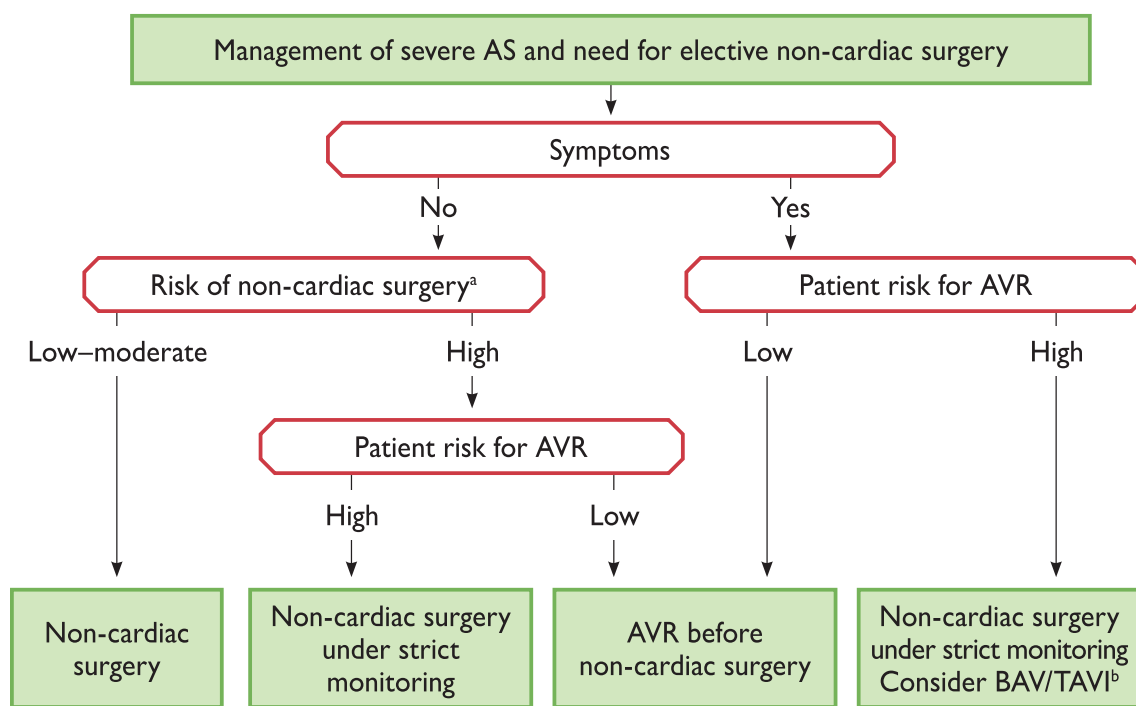 Management of severe AS and need for elective non-cardiac surgery
Symptoms
No
Yes
Risk of non-cardiac surgeryᵃ
Patient risk for AVR
Low–moderate
High
Low
High
Patient risk for AVR
High
Low
Non-cardiac
surgery
Non-cardiac surgery
under strict
monitoring
AVR before
non-cardiac surgery
Non-cardiac surgery
under strict monitoring
Consider BAV/TAVIᵇ